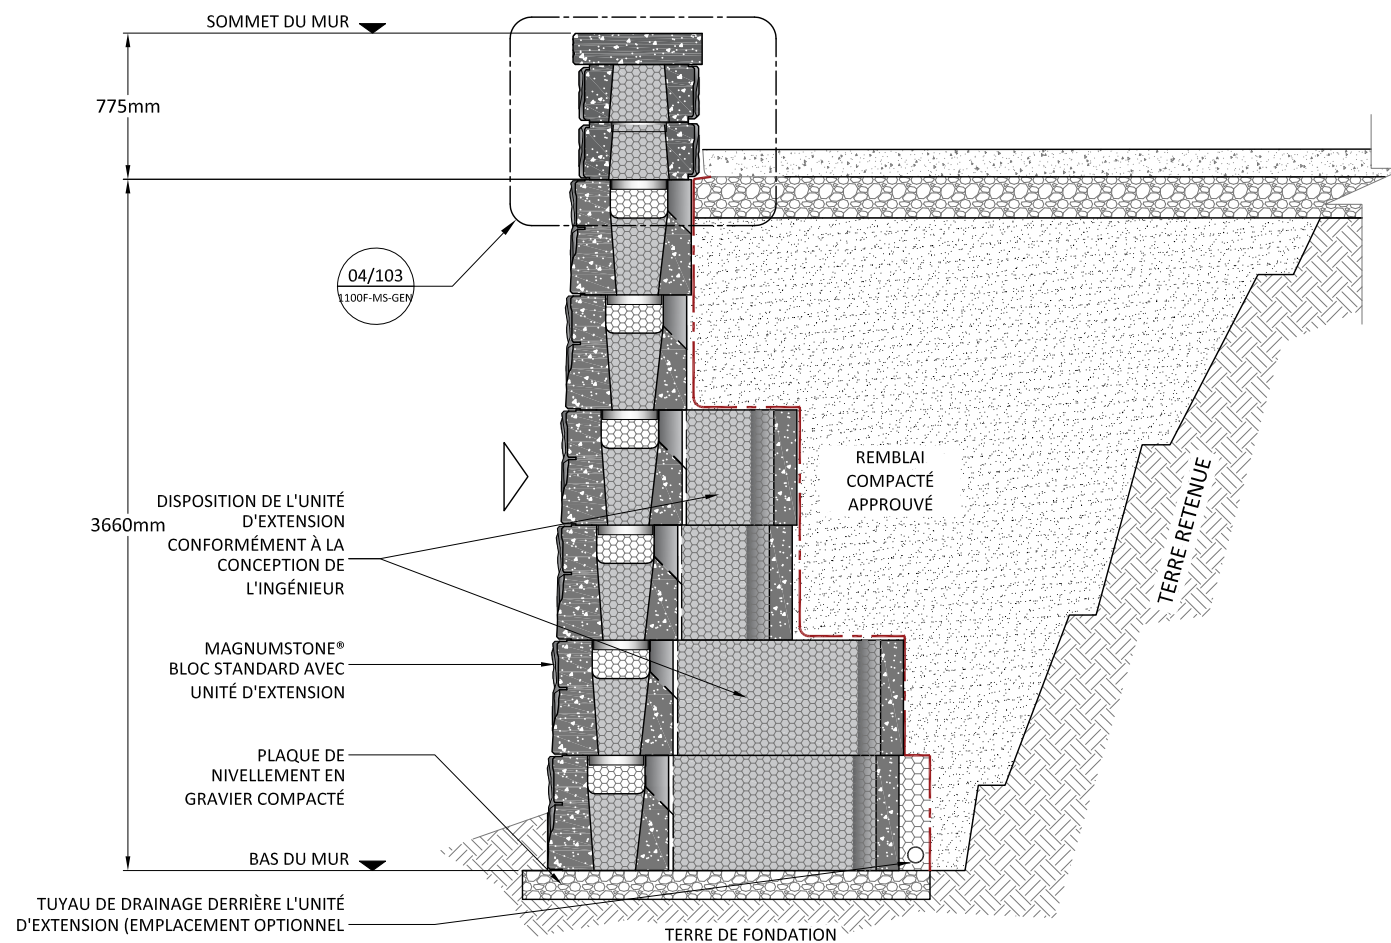 SOMMET DU MUR
775mm
04/103
1100F-MS-GEN
REMBLAI
COMPACTÉ
APPROUVÉ
TERRE RETENUE
DISPOSITION DE L'UNITÉ
D'EXTENSION
CONFORMÉMENT À LA
CONCEPTION DE
L'INGÉNIEUR
3660mm
MAGNUMSTONE®
BLOC STANDARD AVEC
UNITÉ D'EXTENSION
PLAQUE DE
NIVELLEMENT EN
GRAVIER COMPACTÉ
BAS DU MUR
TUYAU DE DRAINAGE DERRIÈRE L'UNITÉ
D'EXTENSION (EMPLACEMENT OPTIONNEL
TERRE DE FONDATION